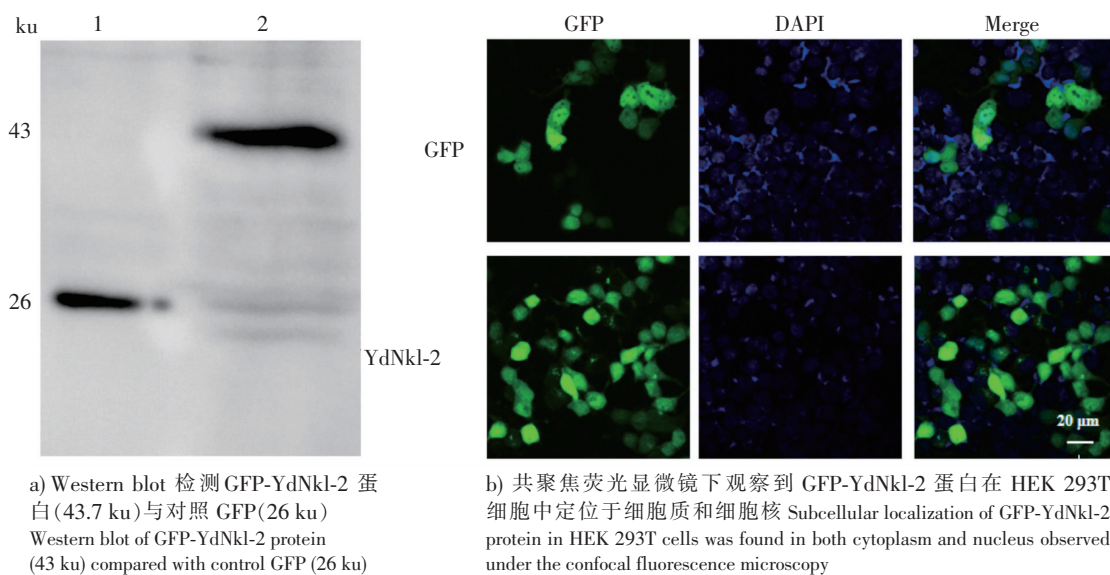 ku 1 2
43
26
GFP DAPI Merge
GFP
YdNkl-2
20 μm
a) Western blot 检测GFP-YdNkl-2 蛋
白(43.7 ku)与对照 GFP(26 ku)
Western blot of GFP-YdNkl-2 protein
(43 ku) compared with control GFP (26 ku)
b) 共聚焦荧光显微镜下观察到 GFP-YdNkl-2 蛋白在 HEK 293T
细胞中定位于细胞质和细胞核 Subcellular localization of GFP-YdNkl-2
protein in HEK 293T cells was found in both cytoplasm and nucleus observed
under the confocal fluorescence microscopy